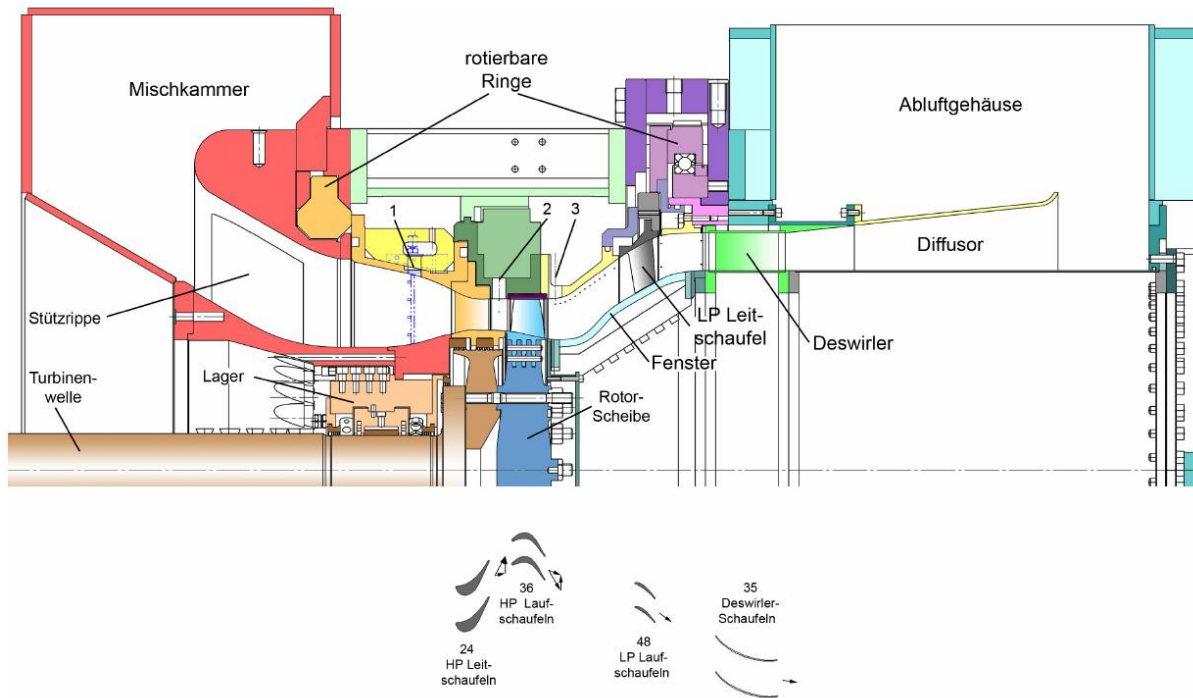 rotierbare
Ringe
Mischkammer
Abluftgehäuse
1
2
3
Diffusor
Stützrippe
LP Leit-
schaufel
Deswirler
Fenster
Turbinen-
welle
Lager
Rotor-
Scheibe
36
HP Lauf-
schaufeln
35
Deswirler-
Schaufeln
24
HP Leit-
schaufeln
48
LP Lauf-
schaufeln